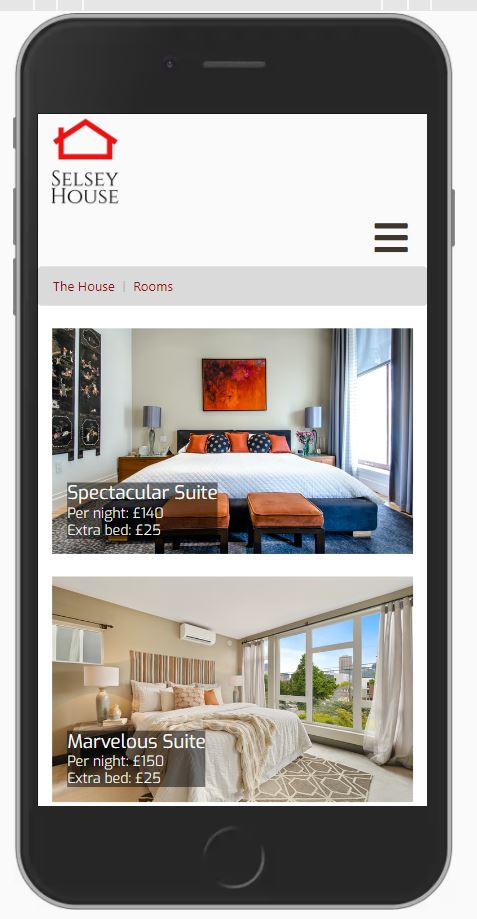 SELSEY
HOUSE
The House | Rooms
Spectacular Suite
Per night: £140
Extra bed: £25
Marvelous Suite
Per night: £150
Extra bed: £25